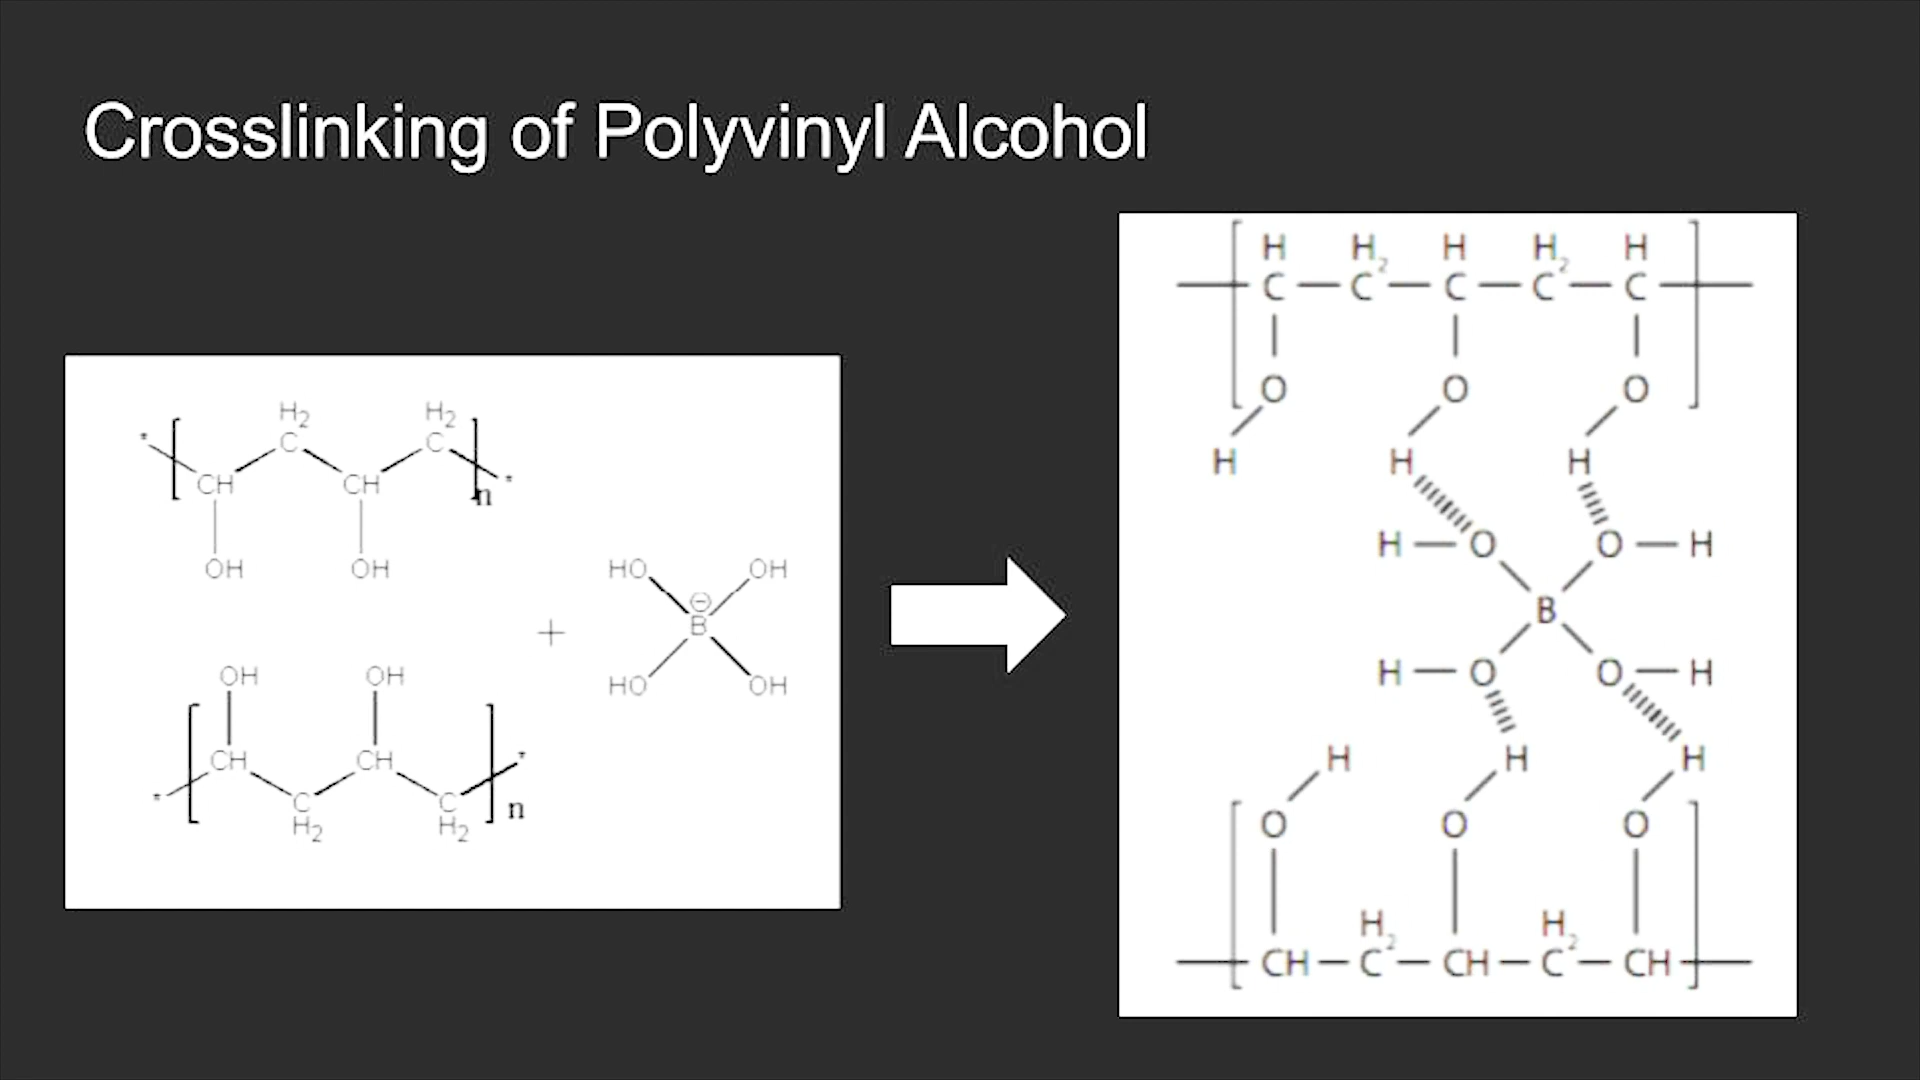 Crosslinking of Polyvinyl Alcohol
H₂ H₂
* C C
CH CH n *
OH OH
HO OH
⊖
+ B
HO OH
OH OH
CH CH *
* C C n
H₂ H₂
H H₂ H H₂ H
C C C C C
O O O
H H H
H O O H
B
H O O H
H H H
O O O
H₂ H₂
CH C CH C CH